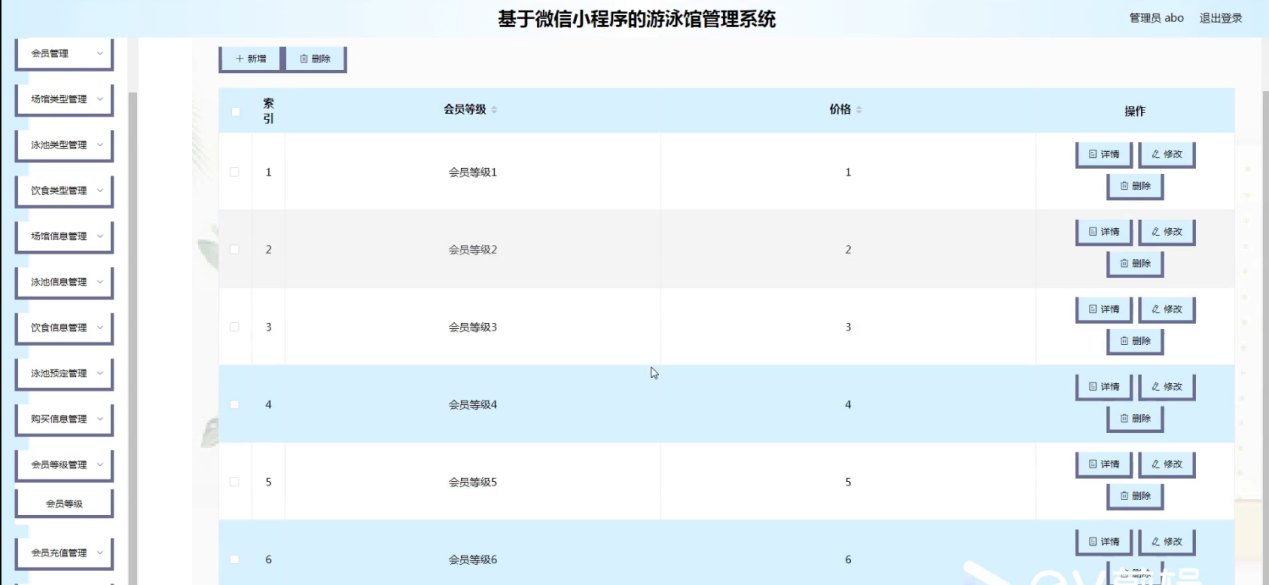 基于微信小程序的游泳馆管理系统
管理员 abo 退出登录
会员管理
场馆类型管理
泳池类型管理
饮食类型管理
场馆信息管理
泳池信息管理
饮食信息管理
泳池预定管理
购买信息管理
会员等级管理
会员等级
会员充值管理
新增 删除
索引 会员等级 价格 操作
1 会员等级1 1 详情 修改
删除
2 会员等级2 2 详情 修改
删除
3 会员等级3 3 详情 修改
删除
4 会员等级4 4 详情 修改
删除
5 会员等级5 5 详情 修改
删除
6 会员等级6 6 详情 修改
删除